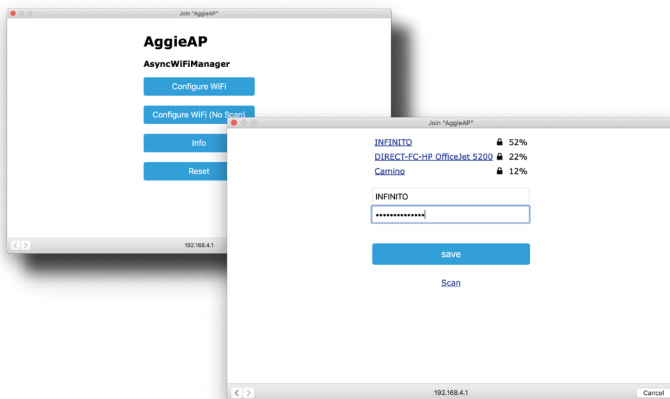 Join "AggieAP"
AggieAP
AsyncWiFiManager
Configure WiFi
Configure WiFi (No Scan)
Info
Reset
192.168.4.1
Join "AggieAP"
INFINITO 52%
DIRECT-FC-HP OfficeJet 5200 22%
Camino 12%
INFINITO
••••••••••••••
save
Scan
192.168.4.1
Cancel